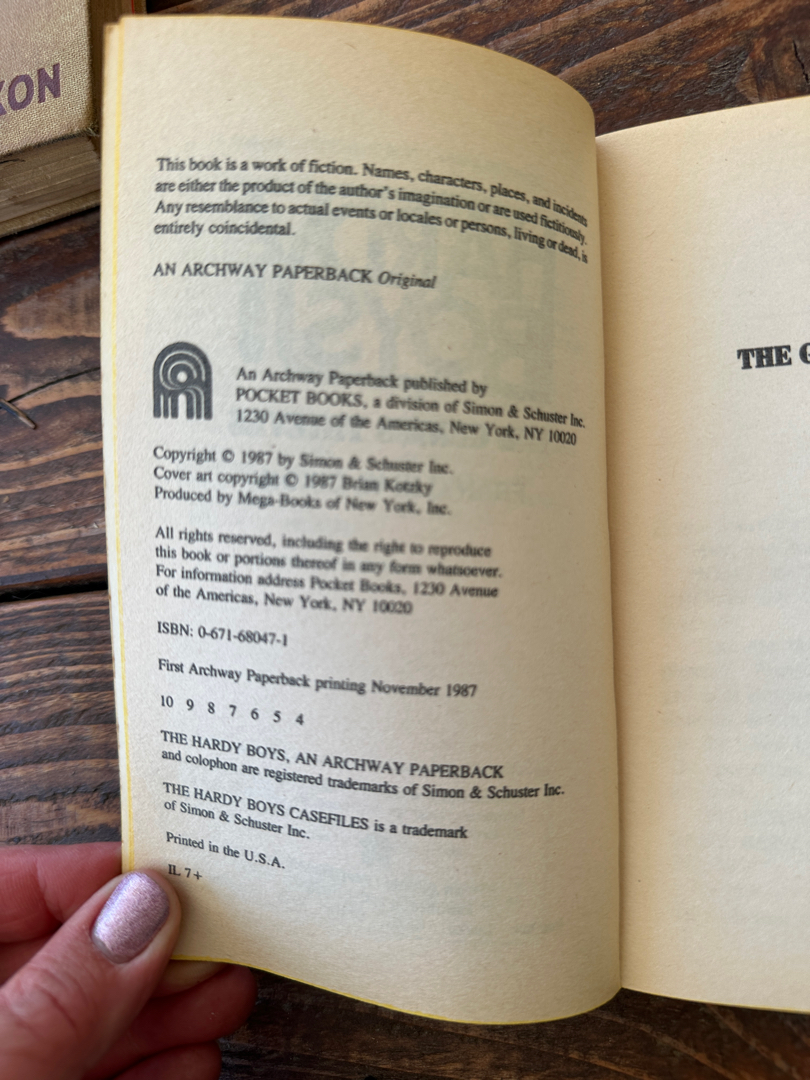 XON
This book is a work of fiction. Names, characters, places, and incidents
are either the product of the author's imagination or are used fictitiously.
Any resemblance to actual events or locales or persons, living or dead, is
entirely coincidental.
AN ARCHWAY PAPERBACK Original
An Archway Paperback published by
POCKET BOOKS, a division of Simon & Schuster Inc.
1230 Avenue of the Americas, New York, NY 10020
Copyright © 1987 by Simon & Schuster Inc.
Cover art copyright © 1987 Brian Kotzky
Produced by Mega-Books of New York, Inc.
All rights reserved, including the right to reproduce
this book or portions thereof in any form whatsoever.
For information address Pocket Books, 1230 Avenue
of the Americas, New York, NY 10020
ISBN: 0-671-68047-1
First Archway Paperback printing November 1987
10 9 8 7 6 5 4
THE HARDY BOYS, AN ARCHWAY PAPERBACK
and colophon are registered trademarks of Simon & Schuster Inc.
THE HARDY BOYS CASEFILES is a trademark
of Simon & Schuster Inc.
Printed in the U.S.A.
IL 7+
THE